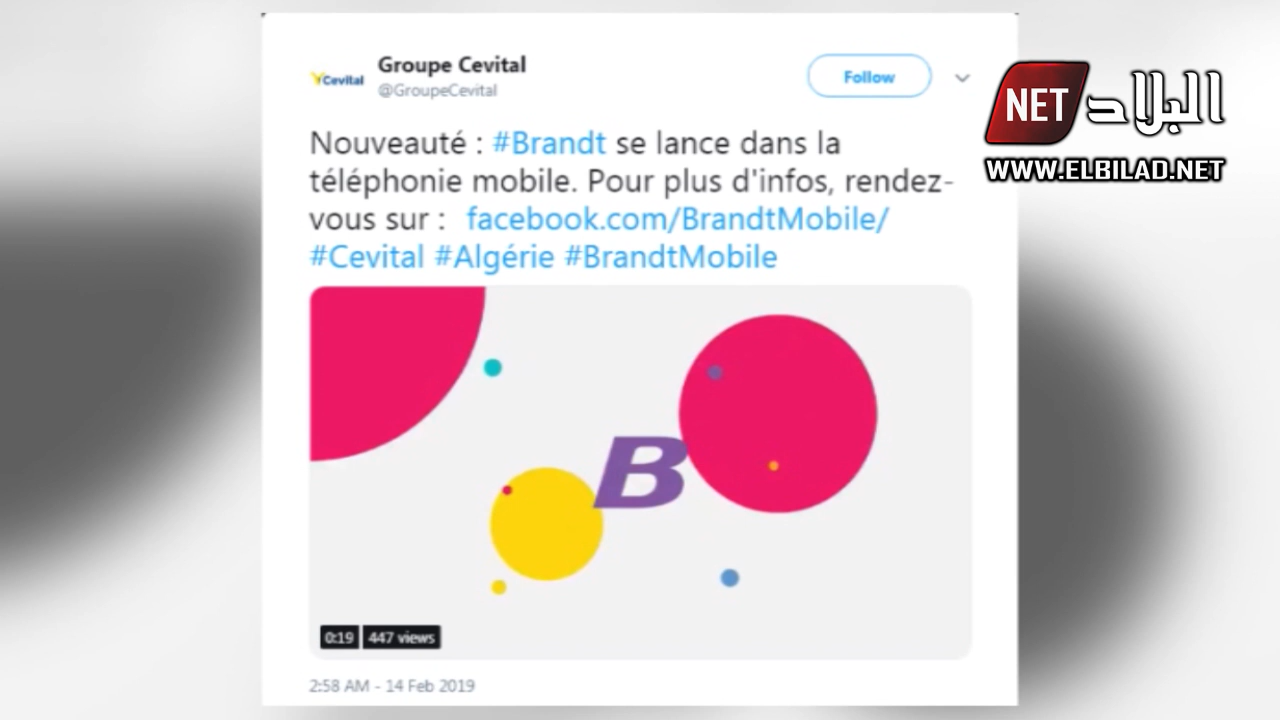 Groupe Cevital
Cevital
@GroupeCevital
Follow
NET البلاد
WWW.ELBILAD.NET
Nouveauté : #Brandt se lance dans la
téléphonie mobile. Pour plus d'infos, rendez-
vous sur : facebook.com/BrandtMobile/
#Cevital #Algérie #BrandtMobile
B
0:19 447 views
2:58 AM - 14 Feb 2019